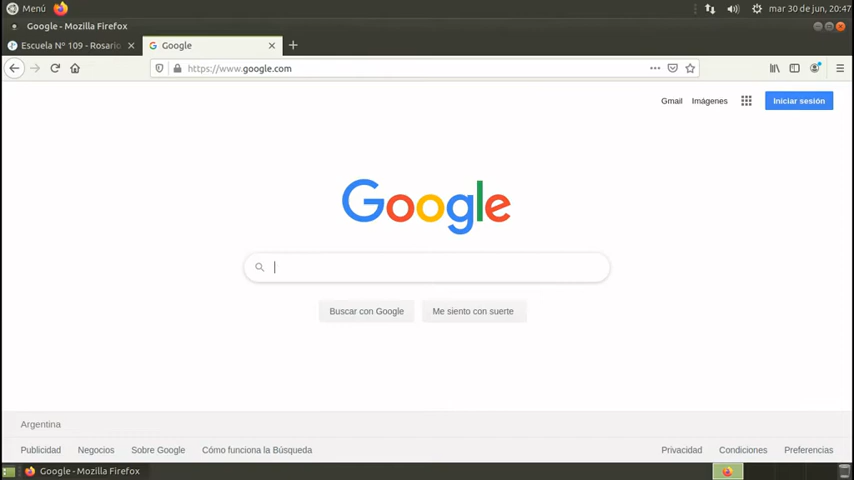 Menú
mar 30 de jun, 20:47
Google - Mozilla Firefox
Escuela Nº 109 - Rosario
Google
https://www.google.com
Gmail
Imágenes
Iniciar sesión
Google
Buscar con Google
Me siento con suerte
Argentina
Publicidad
Negocios
Sobre Google
Cómo funciona la Búsqueda
Privacidad
Condiciones
Preferencias
Google - Mozilla Firefox